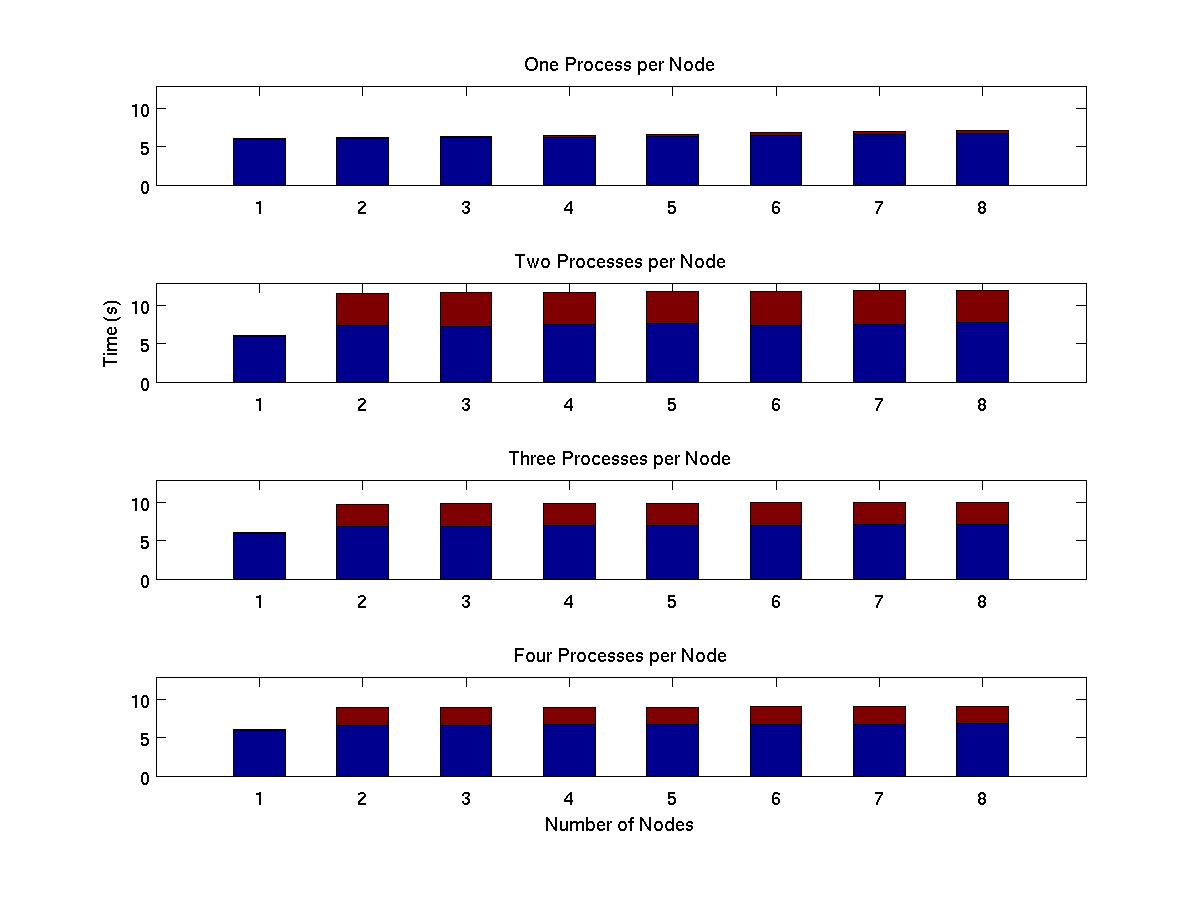 One Process per Node
10
5
0
1 2 3 4 5 6 7 8
Two Processes per Node
Time (s)
10
5
0
1 2 3 4 5 6 7 8
Three Processes per Node
10
5
0
1 2 3 4 5 6 7 8
Four Processes per Node
10
5
0
1 2 3 4 5 6 7 8
Number of Nodes